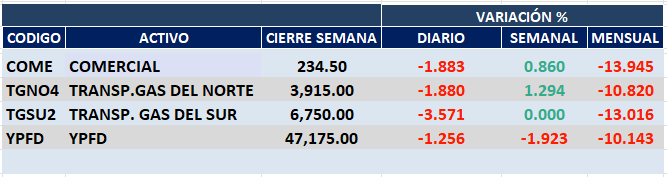 VARIACIÓN %
CODIGO ACTIVO CIERRE SEMANA DIARIO SEMANAL MENSUAL
COME COMERCIAL 234.50 -1.883 0.860 -13.945
TGNO4 TRANSP.GAS DEL NORTE 3,915.00 -1.880 1.294 -10.820
TGSU2 TRANSP. GAS DEL SUR 6,750.00 -3.571 0.000 -13.016
YPFD YPFD 47,175.00 -1.256 -1.923 -10.143